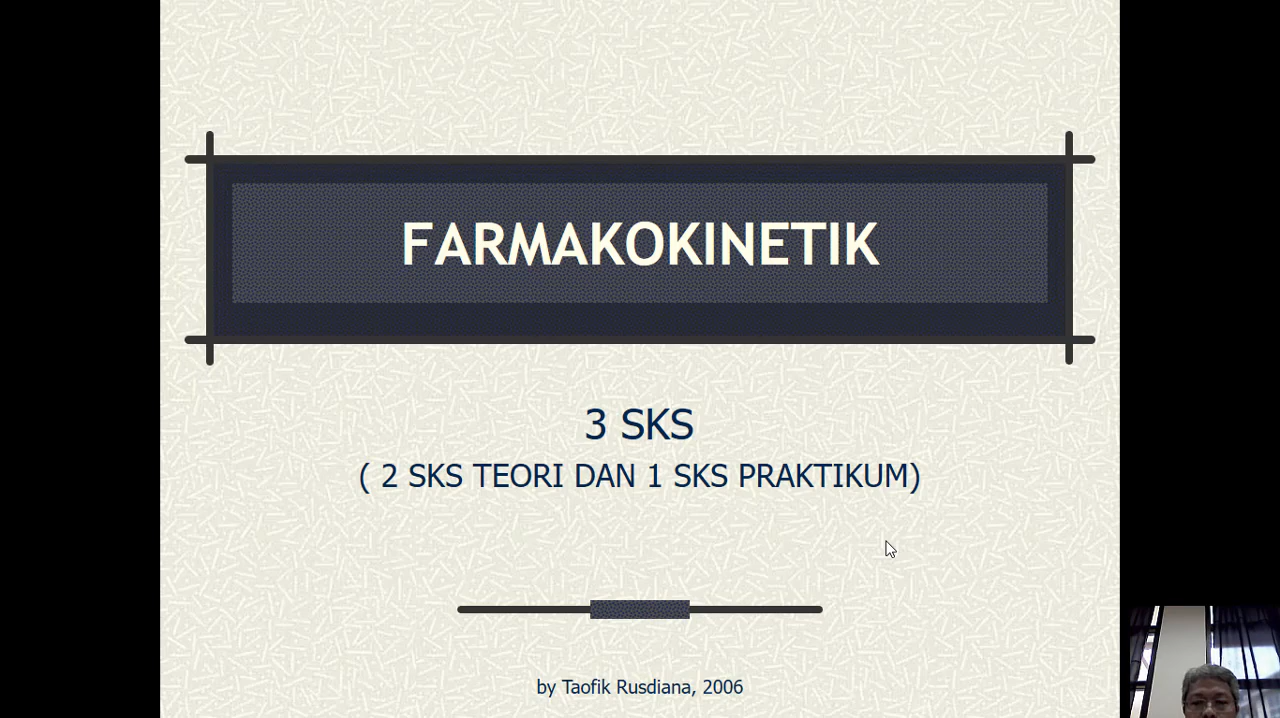 FARMAKOKINETIK
3 SKS
( 2 SKS TEORI DAN 1 SKS PRAKTIKUM)
by Taofik Rusdiana, 2006